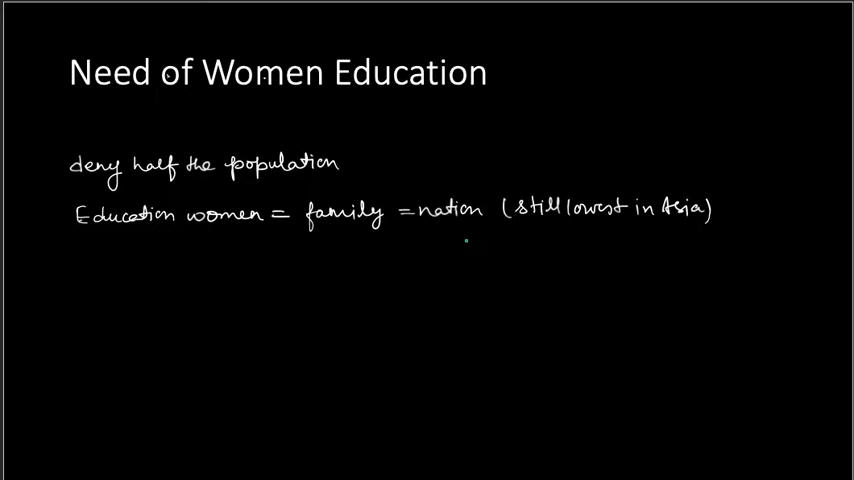 Need of Women Education
deny half the population
Education women = family = nation (still lowest in Asia)